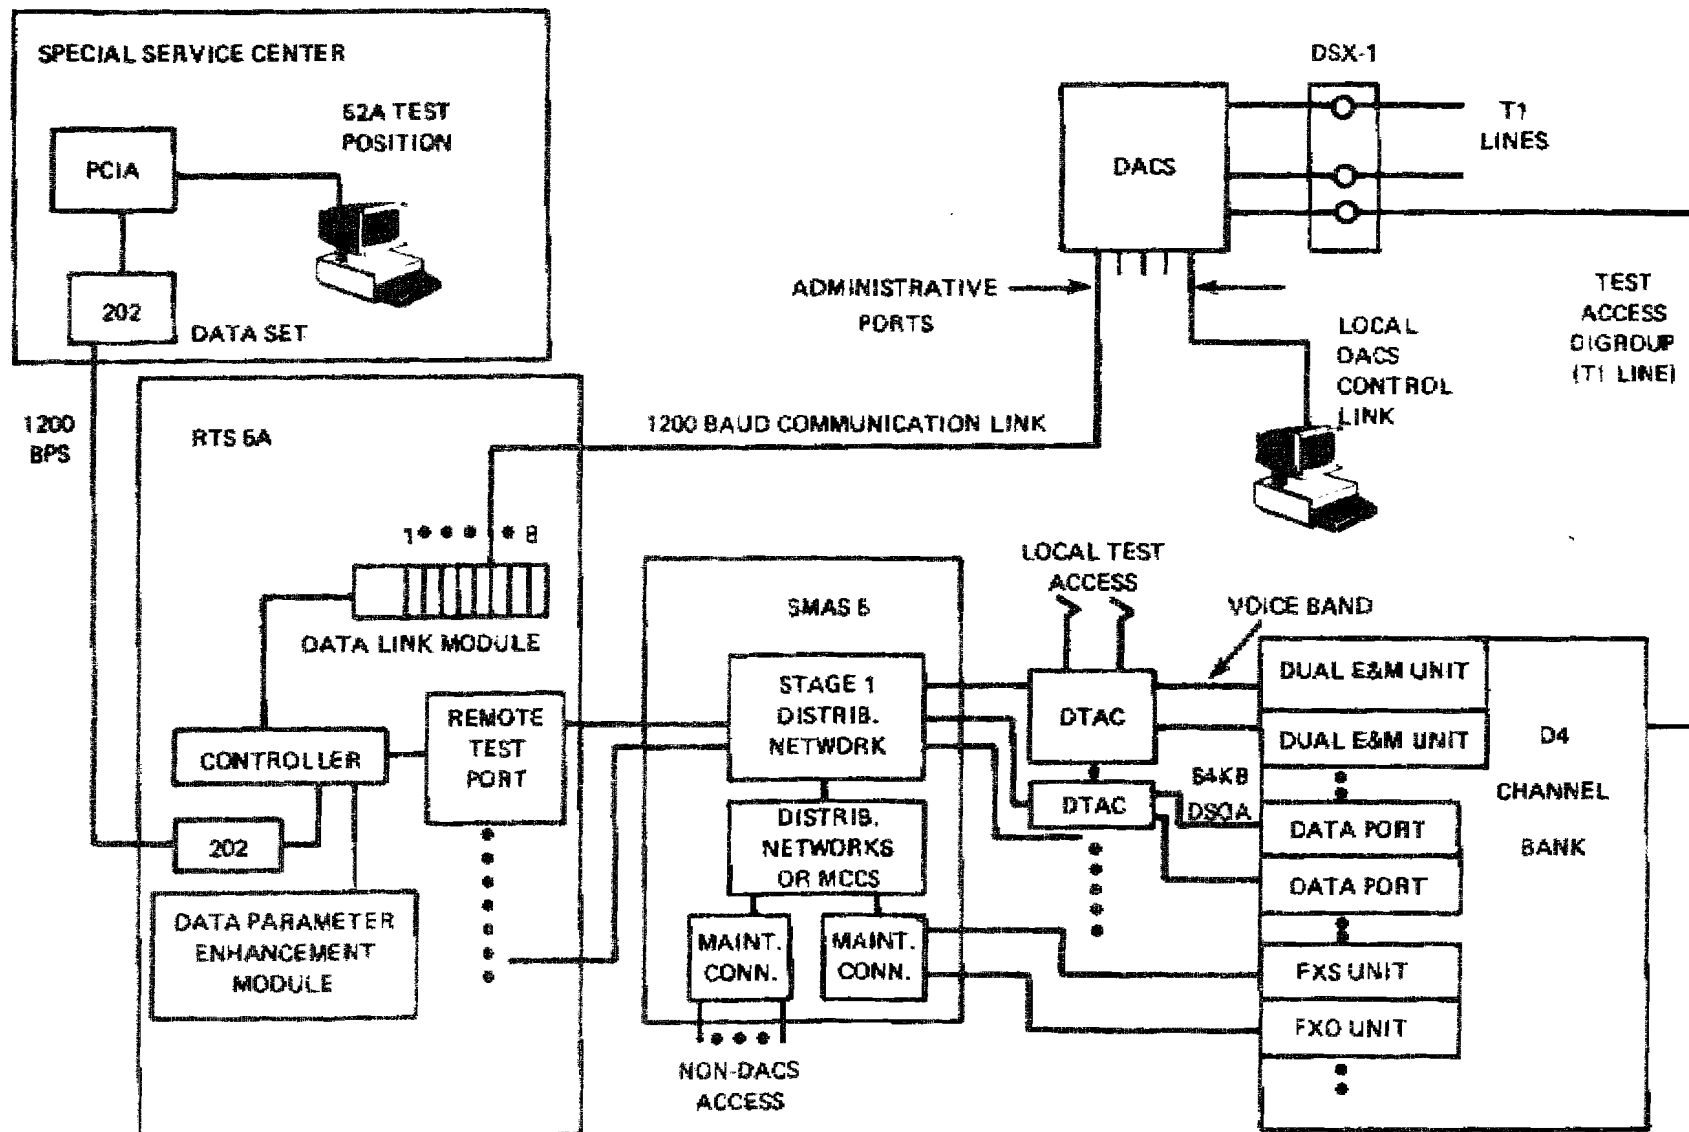 SPECIAL SERVICE CENTER
52A TEST
POSITION
PCIA
202
DATA SET
DSX-1
T1
LINES
DACS
ADMINISTRATIVE
PORTS
LOCAL
DACS
CONTROL
LINK
TEST
ACCESS
DIGROUP
(T1 LINE)
1200
BPS
RTS 5A
1200 BAUD COMMUNICATION LINK
1 8
DATA LINK MODULE
CONTROLLER
REMOTE
TEST
PORT
202
DATA PARAMETER
ENHANCEMENT
MODULE
SMAS 5
STAGE 1
DISTRIB.
NETWORK
DISTRIB.
NETWORKS
OR MCCS
MAINT.
CONN.
MAINT.
CONN.
NON-DACS
ACCESS
LOCAL TEST
ACCESS
VOICE BAND
DTAC
DTAC
64KB
DS0A
DUAL E&M UNIT
DUAL E&M UNIT
DATA PORT
DATA PORT
FXS UNIT
FXO UNIT
D4
CHANNEL
BANK